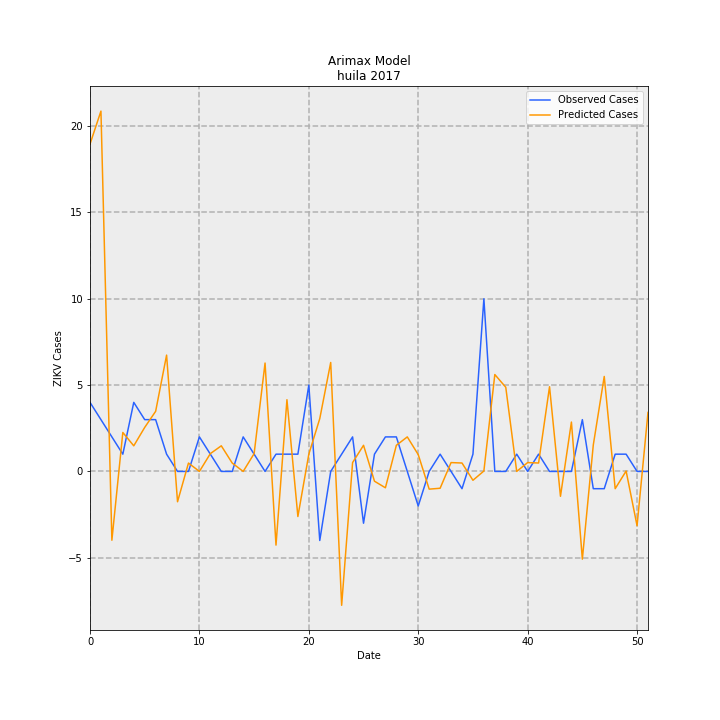 Arimax Model
huila 2017
Observed Cases
Predicted Cases
ZIKV Cases
20
15
10
5
0
−5
0 10 20 30 40 50
Date